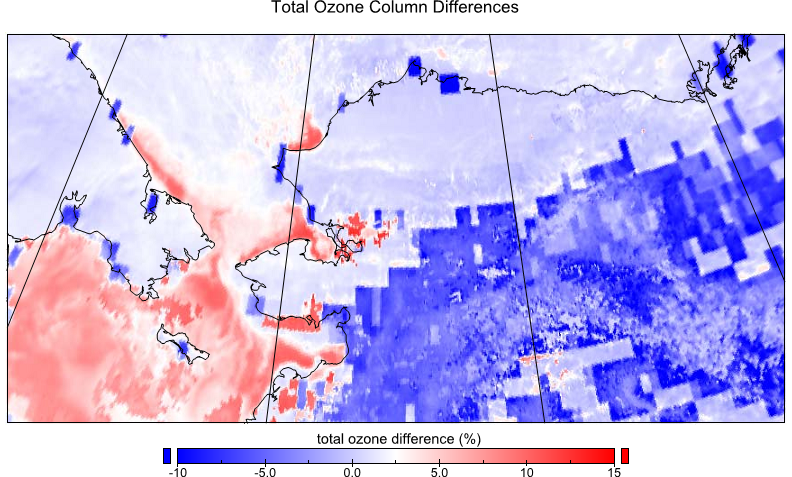 Total Ozone Column Differences
total ozone difference (%)
-10 -5.0 0.0 5.0 10 15